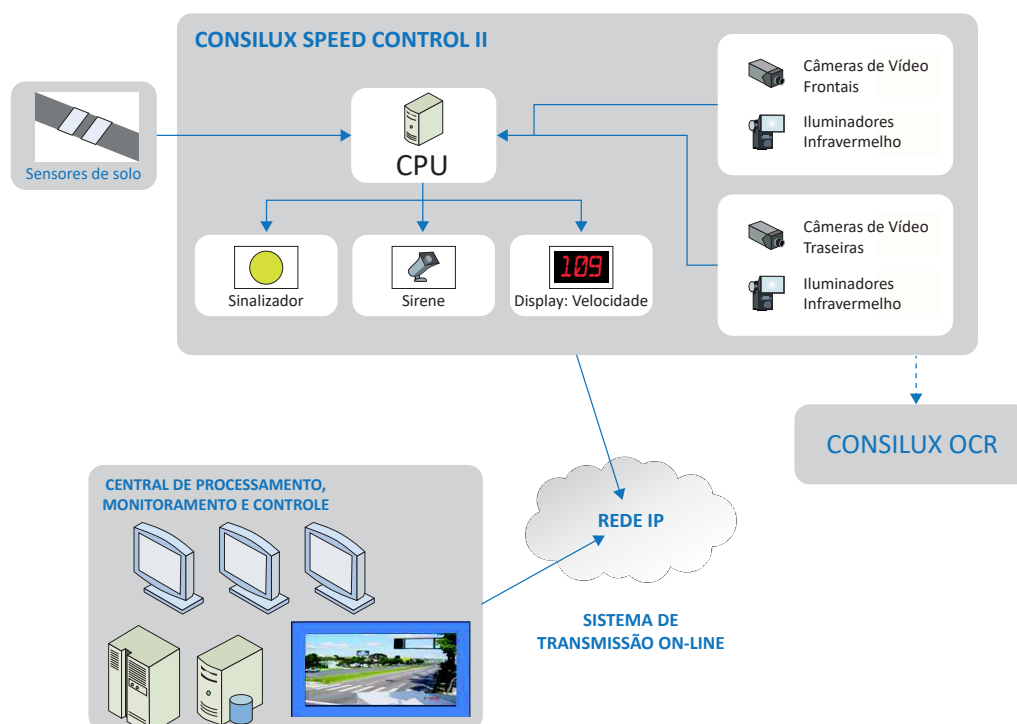 CONSILUX SPEED CONTROL II
Sensores de solo
CPU
Câmeras de Vídeo
Frontais
Iluminadores
Infravermelho
Câmeras de Vídeo
Traseiras
Iluminadores
Infravermelho
Sinalizador
Sirene
109
Display: Velocidade
CONSILUX OCR
CENTRAL DE PROCESSAMENTO,
MONITORAMENTO E CONTROLE
REDE IP
SISTEMA DE
TRANSMISSÃO ON-LINE